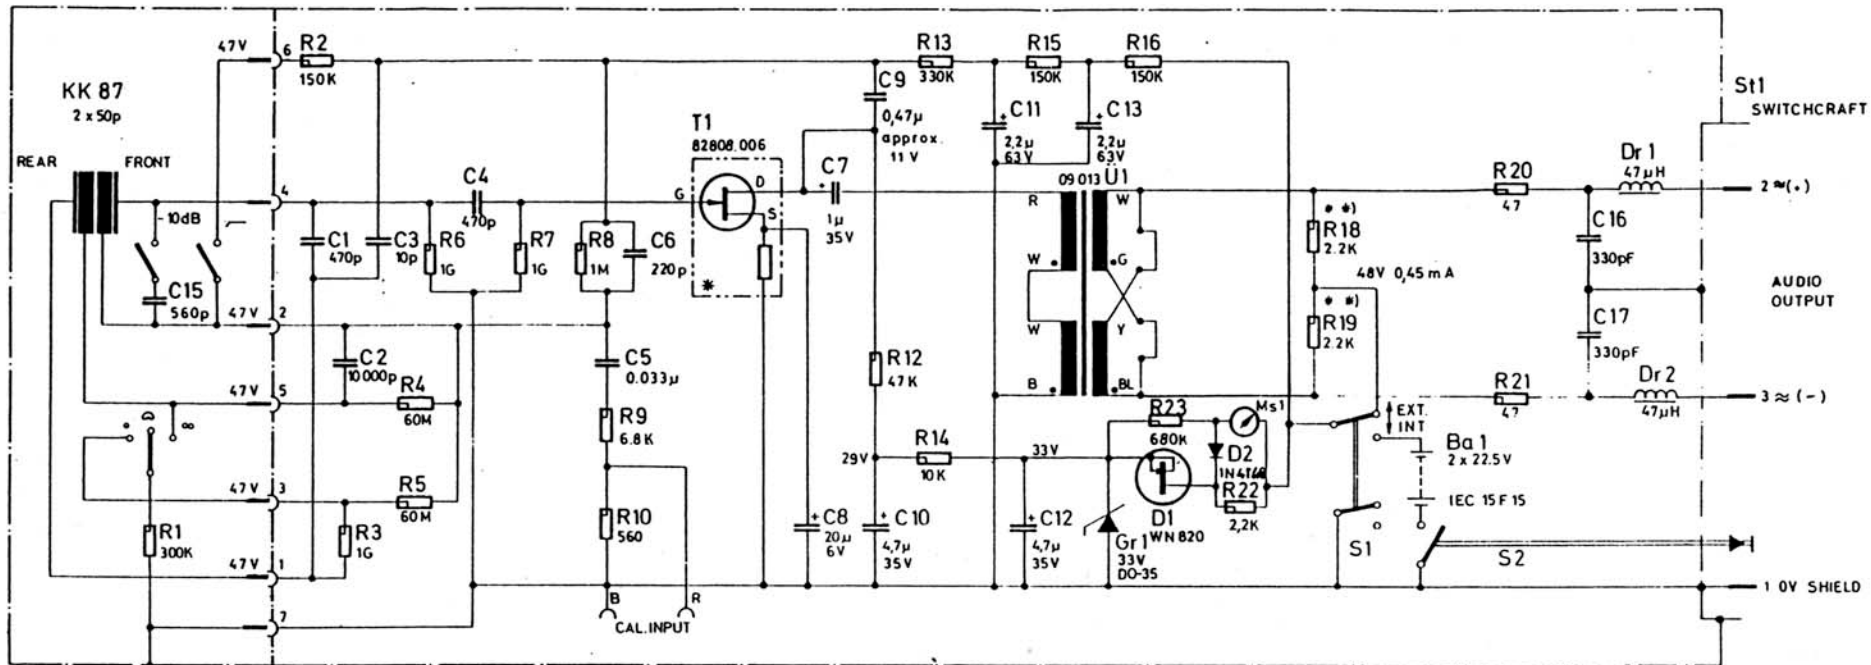 KK 87
2 x 50p
REAR
FRONT
-10dB
C15
560p
R1
300K
47V
6
4
47V
2
47V
5
47V
3
47V
1
7
R2
150K
C1
470p
C3
10p
R6
1G
C4
470p
R7
1G
R8
1M
C6
220p
C2
10000p
R4
60M
R5
60M
R3
1G
C5
0.033µ
R9
6.8K
R10
560
B
R
CAL. INPUT
T1
82808.006
G
D
S
*
C7
1µ
35V
C8
20µ
6V
C9
0,47µ
approx.
11V
R12
47K
29V
R14
10K
33V
C10
4,7µ
35V
C12
4,7µ
35V
R13
330K
R15
150K
R16
150K
C11
2,2µ
63V
C13
2,2µ
63V
09 013
Ü1
R
W
W
G
W
Y
B
BL
R23
680K
Ms1
D2
R22
2,2K
D1
WN 820
Gr1
33V
DO-35
* *)
R18
2.2K
48V 0,45 mA
* *)
R19
2.2K
EXT.
INT
Ba 1
2 x 22.5V
IEC 15 F 15
S1
S2
R20
47
R21
47
C16
330pF
C17
330pF
Dr 1
47µH
Dr 2
47µH
St1
SWITCHCRAFT
2 ≈(+)
AUDIO
OUTPUT
3 ≈ (-)
1 0V SHIELD